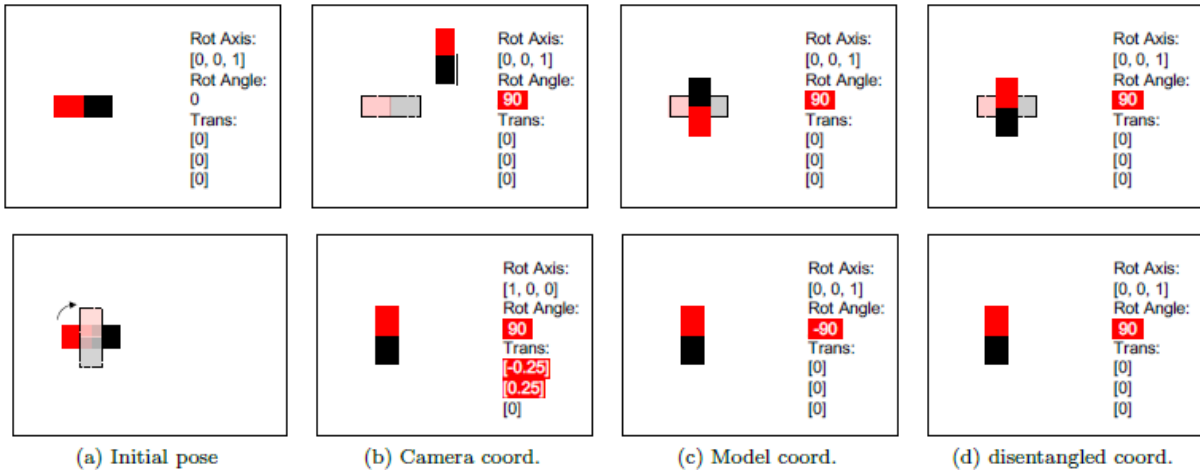 Rot Axis:
[0, 0, 1]
Rot Angle:
0
Trans:
[0]
[0]
[0]
Rot Axis:
[0, 0, 1]
Rot Angle:
90
Trans:
[0]
[0]
[0]
Rot Axis:
[0, 0, 1]
Rot Angle:
90
Trans:
[0]
[0]
[0]
Rot Axis:
[0, 0, 1]
Rot Angle:
90
Trans:
[0]
[0]
[0]
Rot Axis:
[1, 0, 0]
Rot Angle:
90
Trans:
[-0.25]
[0.25]
[0]
Rot Axis:
[0, 0, 1]
Rot Angle:
-90
Trans:
[0]
[0]
[0]
Rot Axis:
[0, 0, 1]
Rot Angle:
90
Trans:
[0]
[0]
[0]
(a) Initial pose
(b) Camera coord.
(c) Model coord.
(d) disentangled coord.